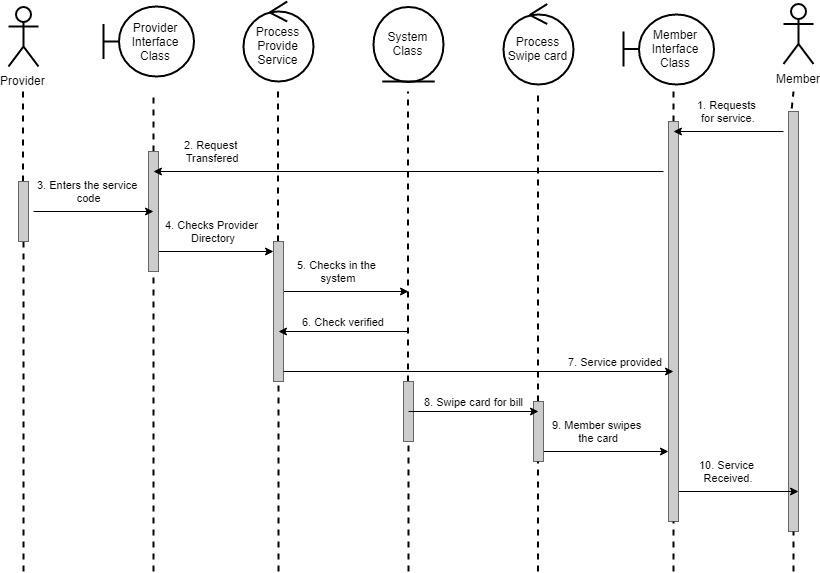 Provider
Provider
Interface
Class
Process
Provide
Service
System
Class
Process
Swipe card
Member
Interface
Class
Member
1. Requests
for service.
2. Request
Transfered
3. Enters the service
code
4. Checks Provider
Directory
5. Checks in the
system
6. Check verified
7. Service provided
8. Swipe card for bill
9. Member swipes
the card
10. Service
Received.